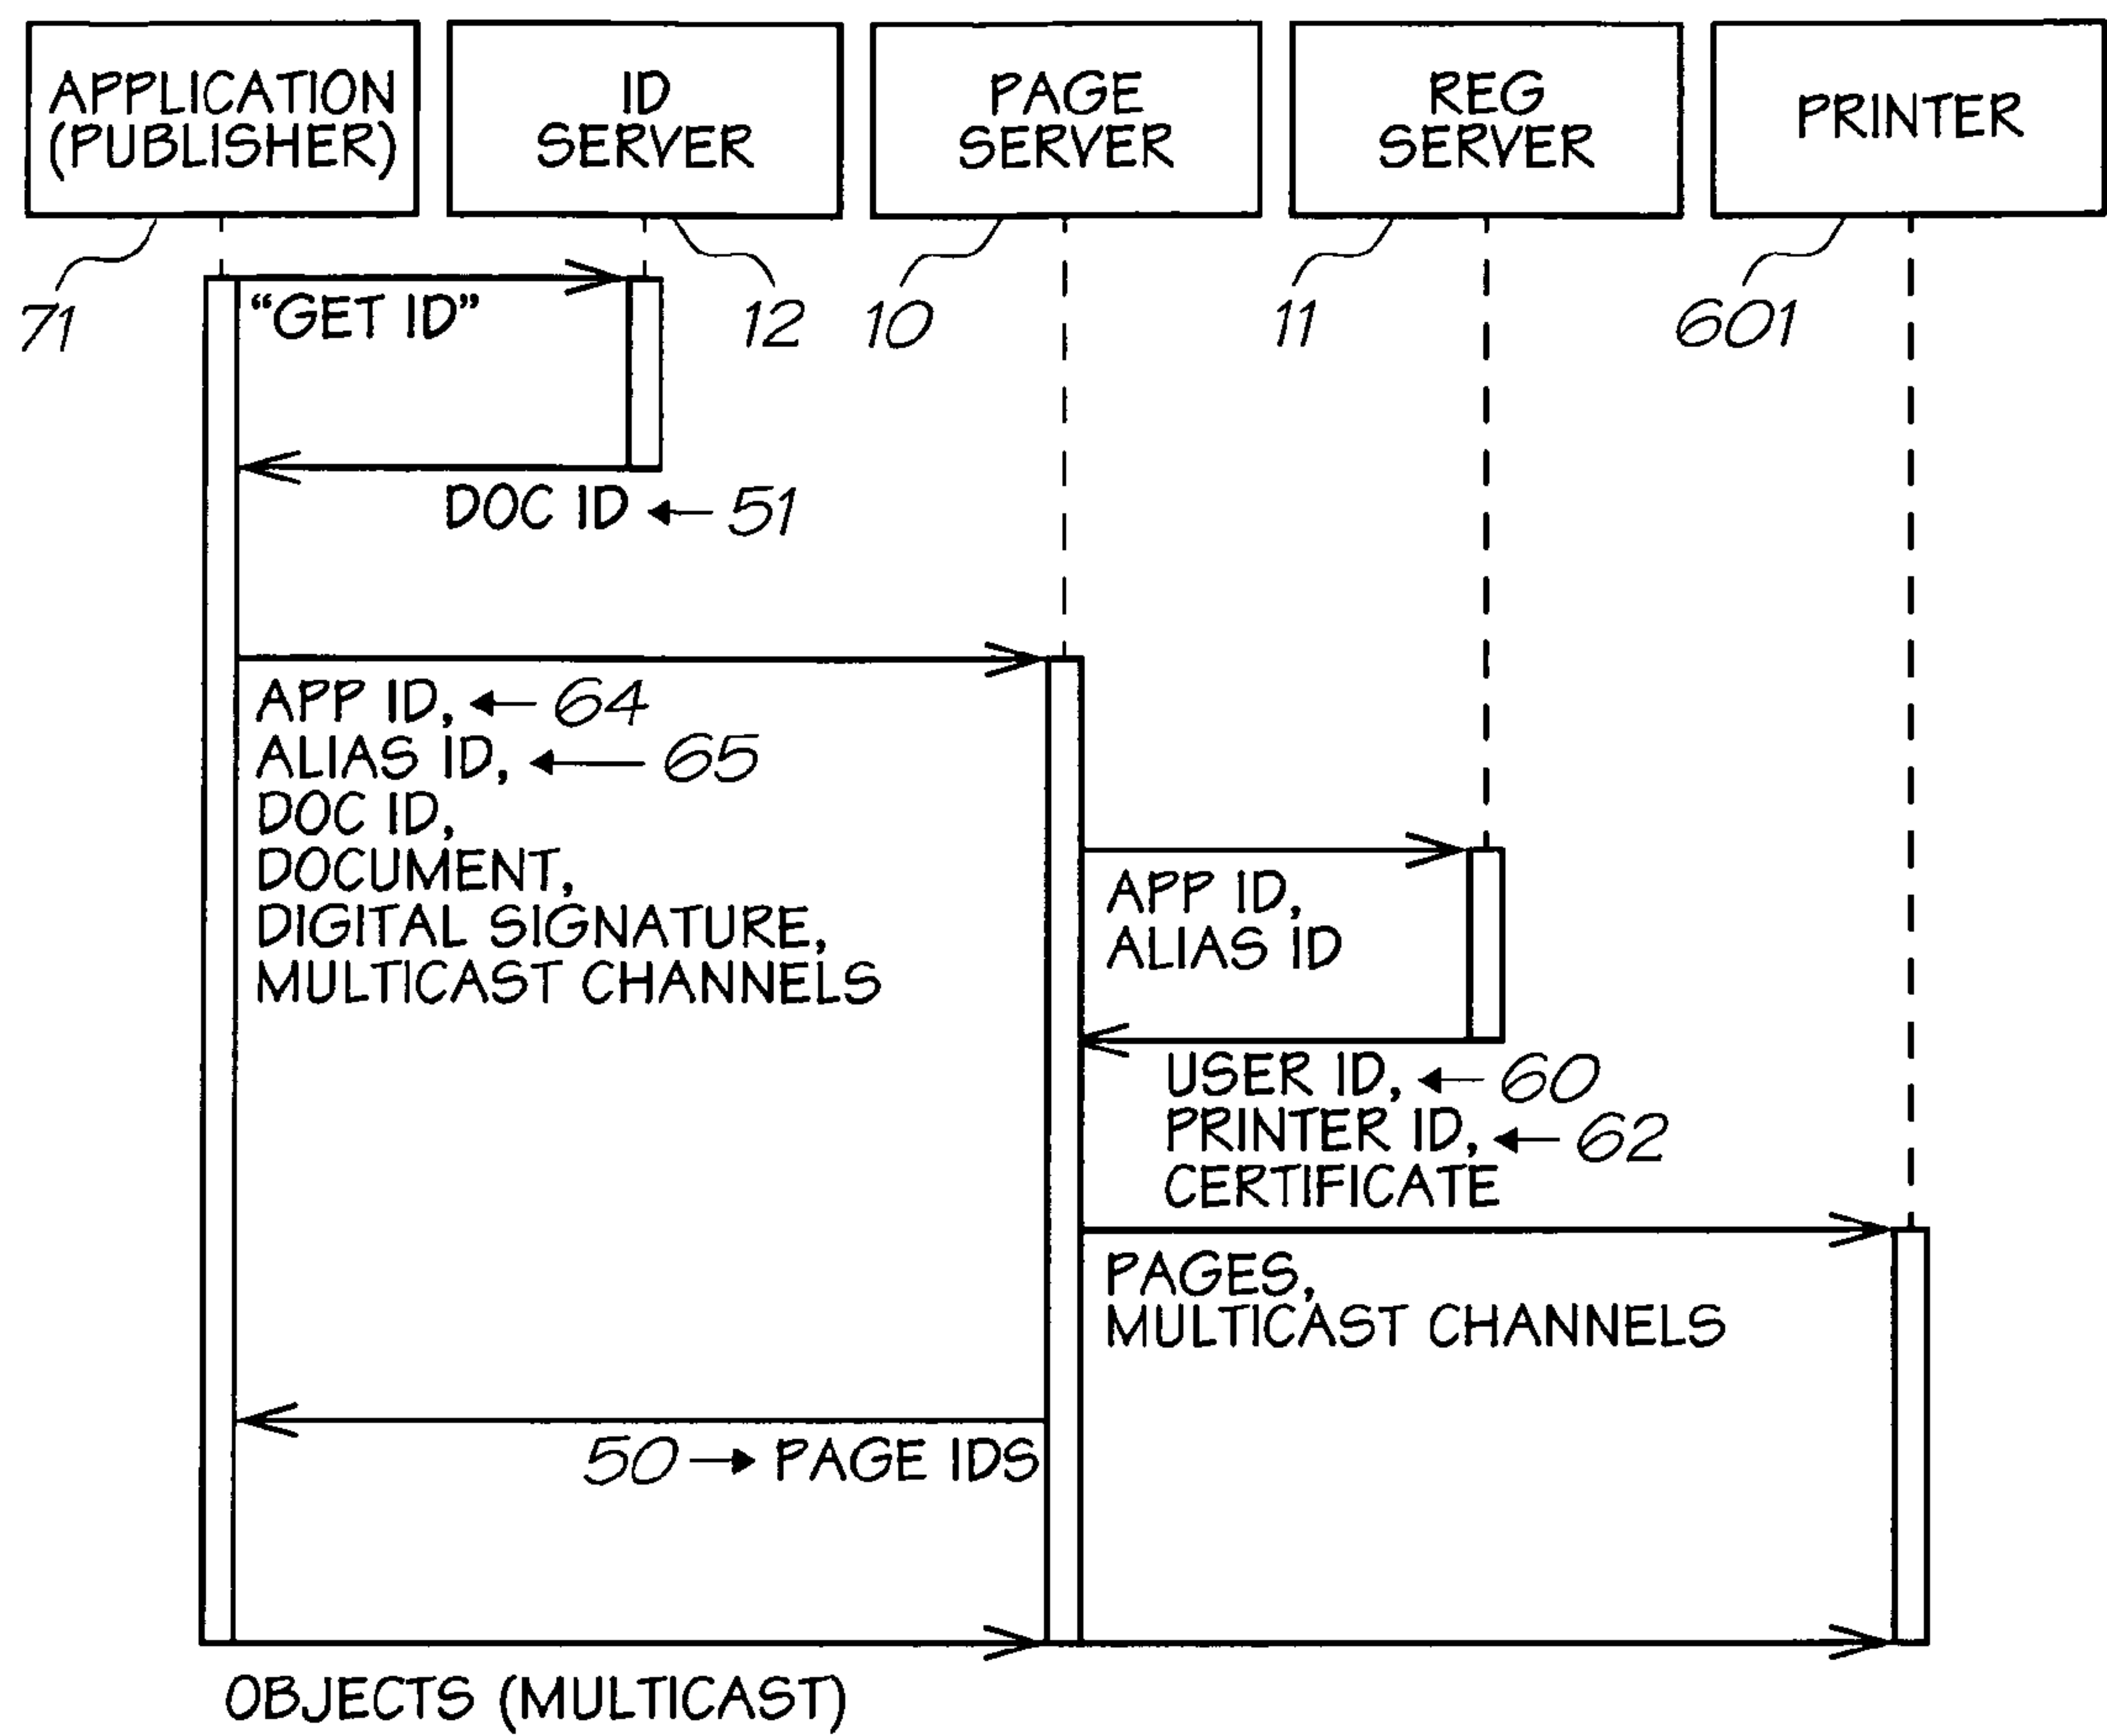 APPLICATION
(PUBLISHER)
ID
SERVER
PAGE
SERVER
REG
SERVER
PRINTER
71
12
10
11
601
“GET ID”
DOC ID 51
APP ID, 64
ALIAS ID, 65
DOC ID,
DOCUMENT,
DIGITAL SIGNATURE,
MULTICAST CHANNELS
APP ID,
ALIAS ID
USER ID, 60
PRINTER ID, 62
CERTIFICATE
PAGES,
MULTICAST CHANNELS
50 PAGE IDS
OBJECTS (MULTICAST)